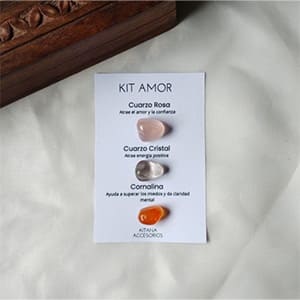 KIT AMOR
Cuarzo Rosa
Atrae el amor y la confianza
Cuarzo Cristal
Atrae energía positiva
Cornalina
Ayuda a superar los miedos y da claridad
mental
AITANA
ACCESORIOS